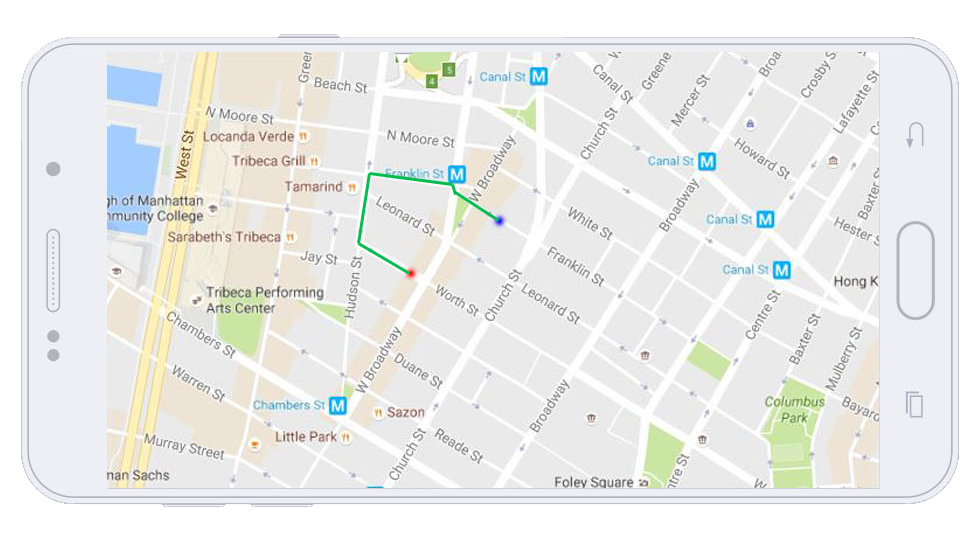 Greene
Beach St
Canal St M
5
4
Canal St
Greene
Broa
Crosby S
Lafayette St
N Moore St
West St
Locanda Verde
Tribeca Grill
N Moore St
Church St
Mercer St
Howard St
Tamarind
Franklin St M
W Broadway
Canal St M
Broadway
Baxter
gh of Manhattan
mmunity College
Leonard St
White St
Canal St M
Hester S
Sarabeth's Tribeca
Jay St
Franklin St
Canal St M
Hong K
Tribeca Performing
Arts Center
Hudson St
Worth St
Church St
Leonard St
Centre St
Chambers St
W Broadway
Duane St
Baxter St
Mulberry St
Warren St
Chambers St M
Sazon
Broadway
Columbus
Park
Bayard
Little Park
Murray Street
Church St
Reade St
man Sachs
Foley Square
ntre St
W